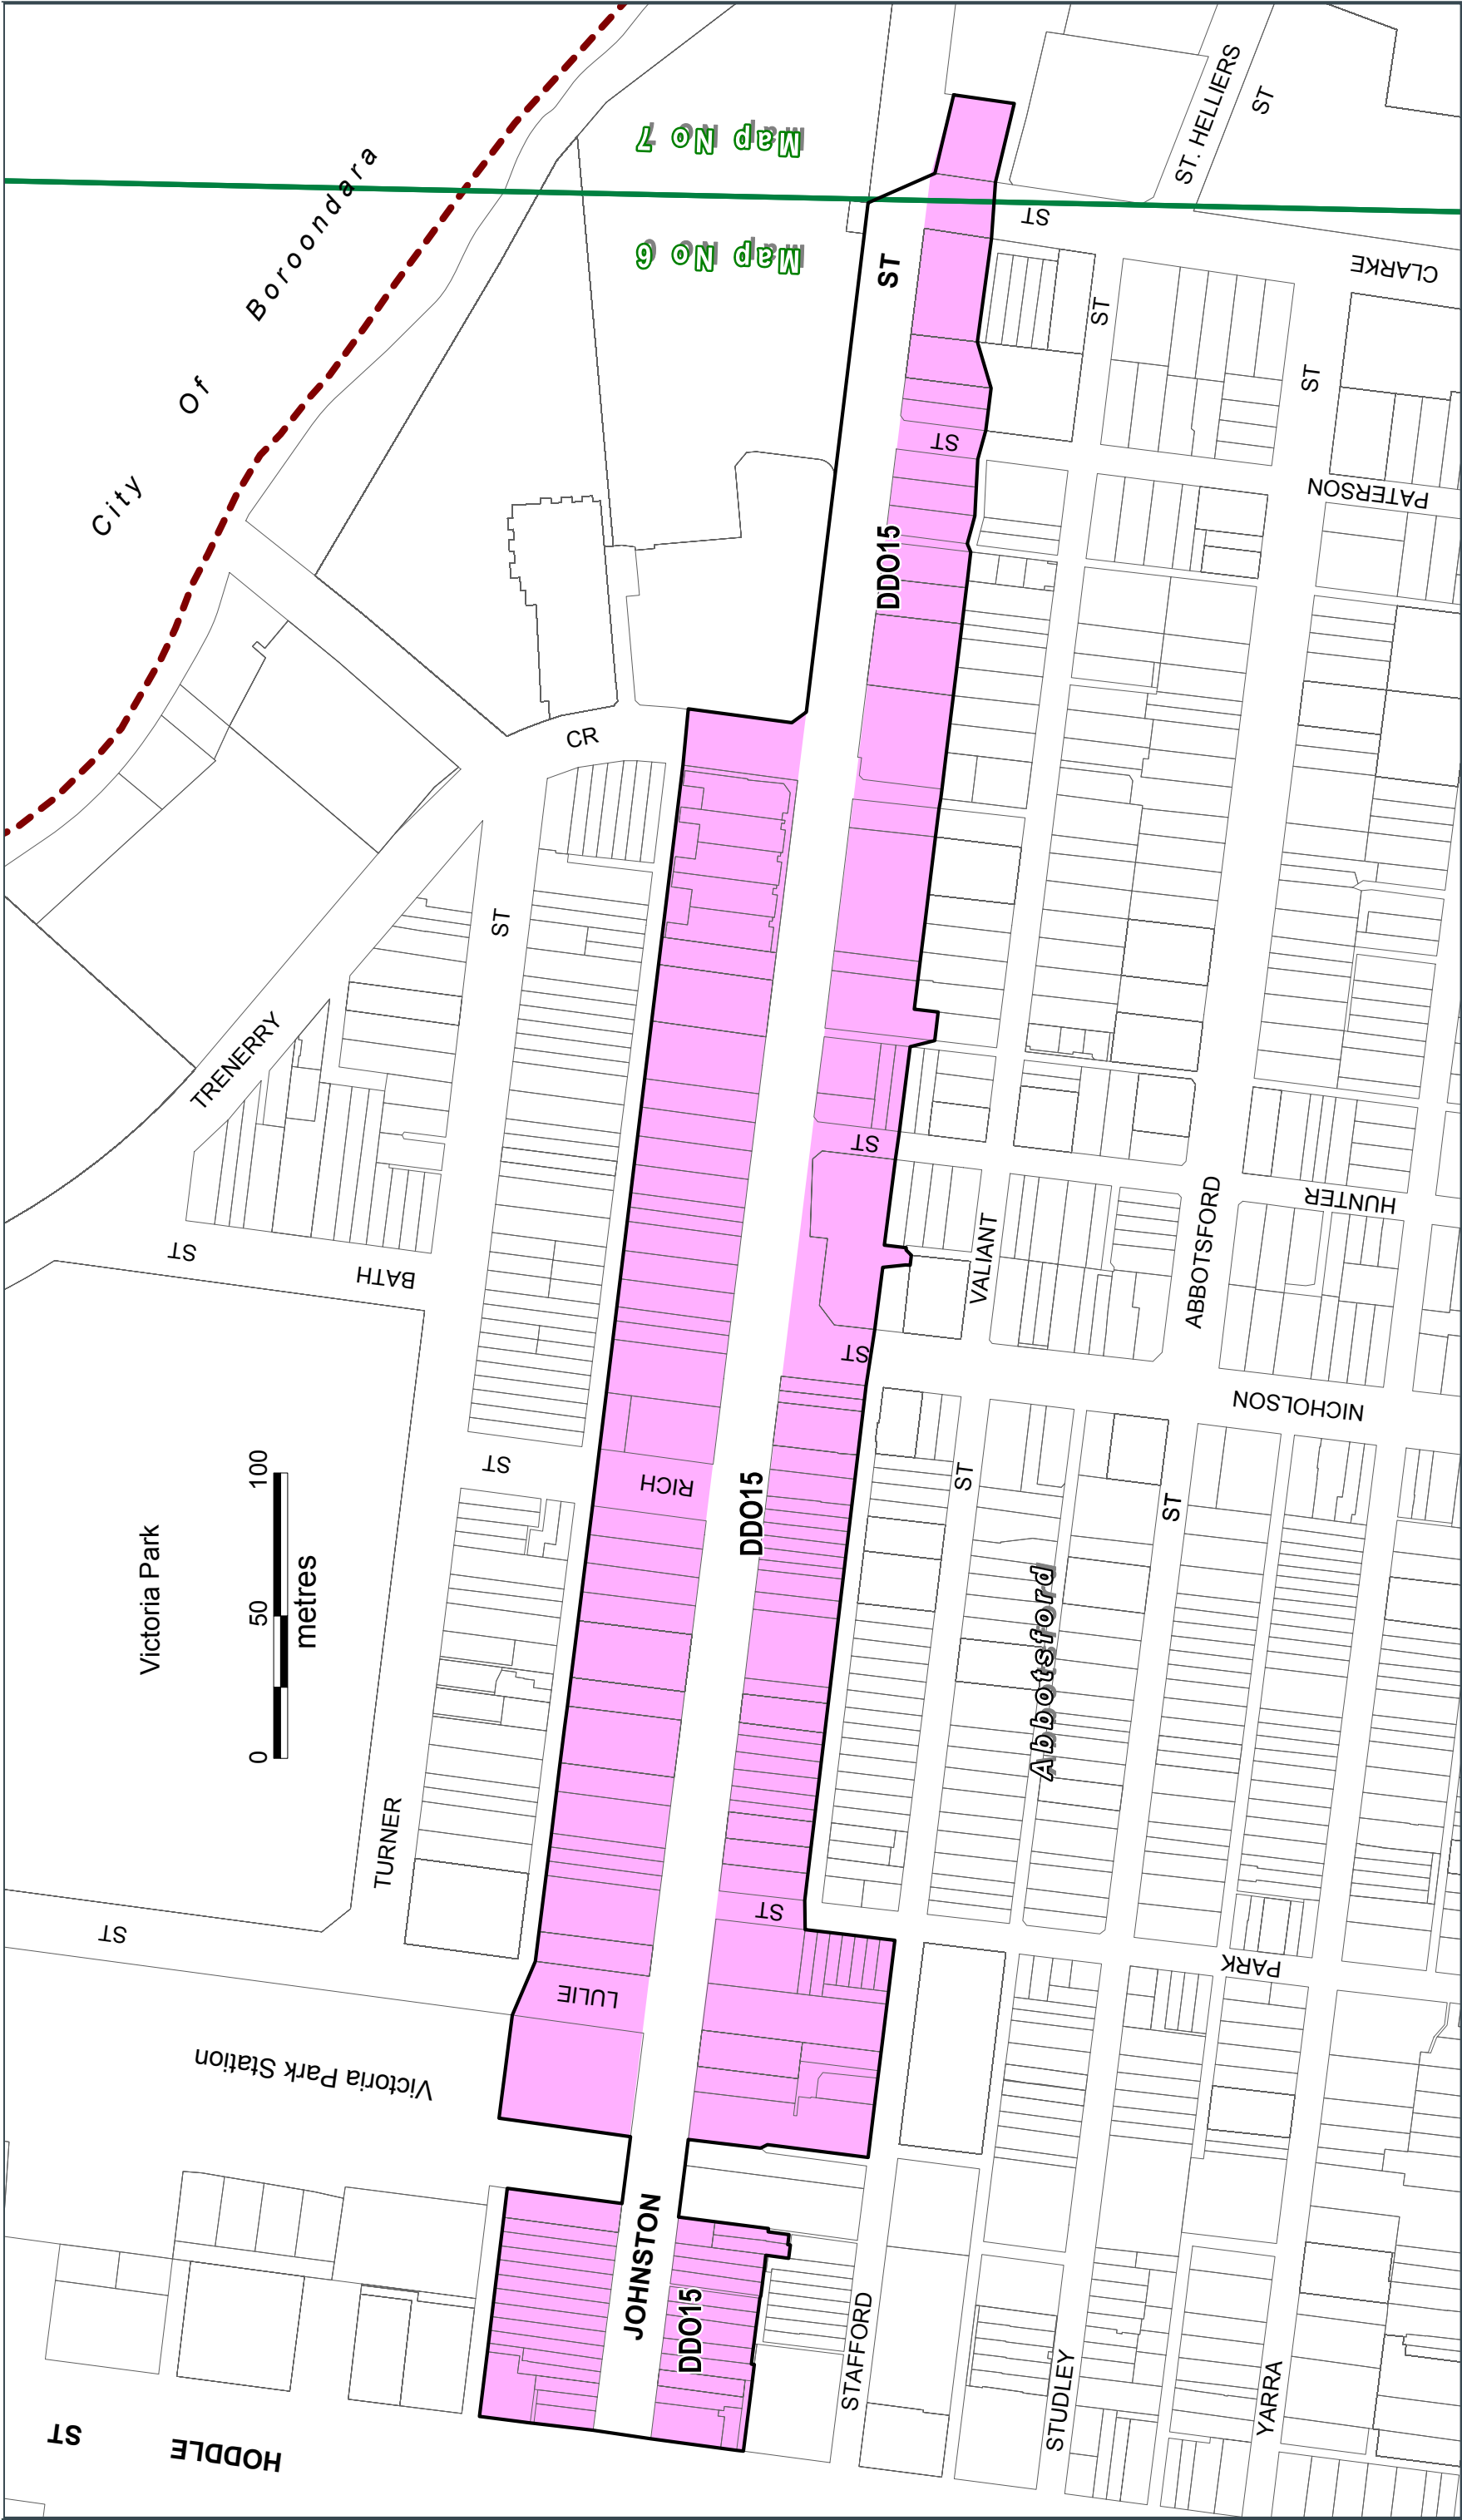 City
Of
Boroondara
Map No 7
Map No 6
ST. HELLIERS
ST
ST
CLARKE
ST
ST
ST
ST
PATERSON
DDO15
CR
ST
TRENERRY
ST
HUNTER
VALIANT
ABBOTSFORD
ST
BATH
ST
NICHOLSON
ST
RICH
DDO15
ST
ST
Abbotsford
Victoria Park
0
50
100
metres
TURNER
ST
LULIE
ST
PARK
Victoria Park Station
JOHNSTON
DDO15
STAFFORD
STUDLEY
YARRA
HODDLE
ST